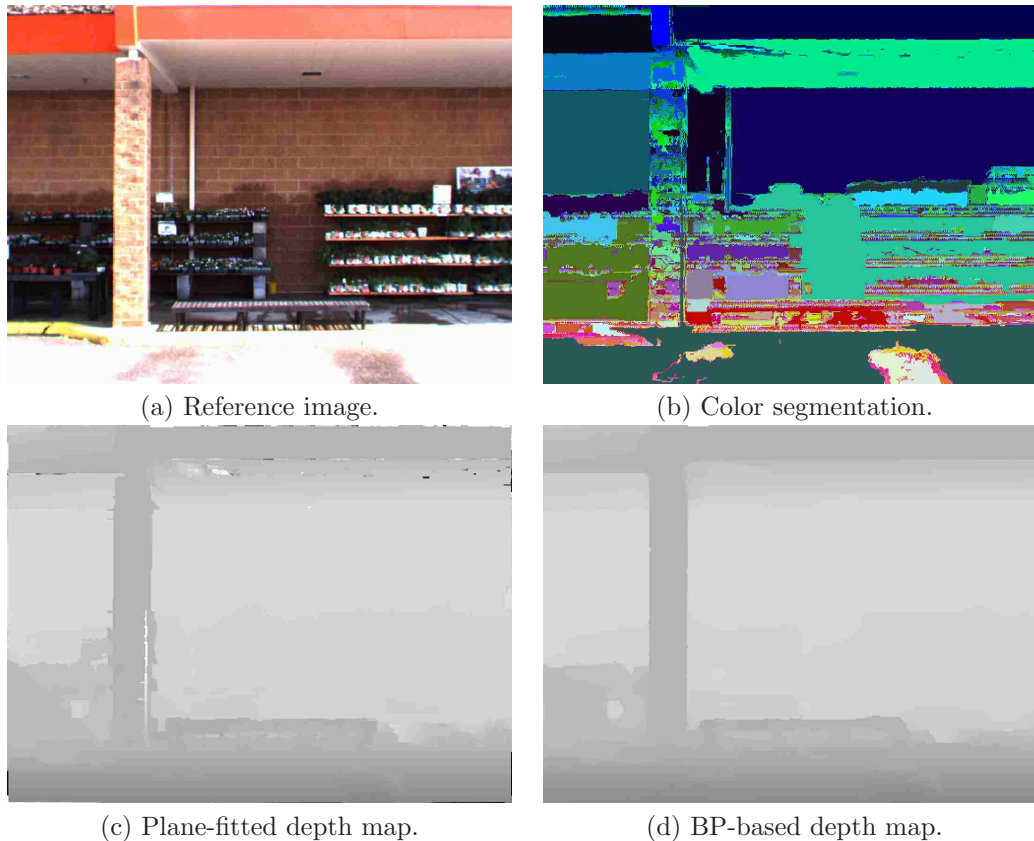 (a) Reference image.
(b) Color segmentation.
(c) Plane-fitted depth map.
(d) BP-based depth map.